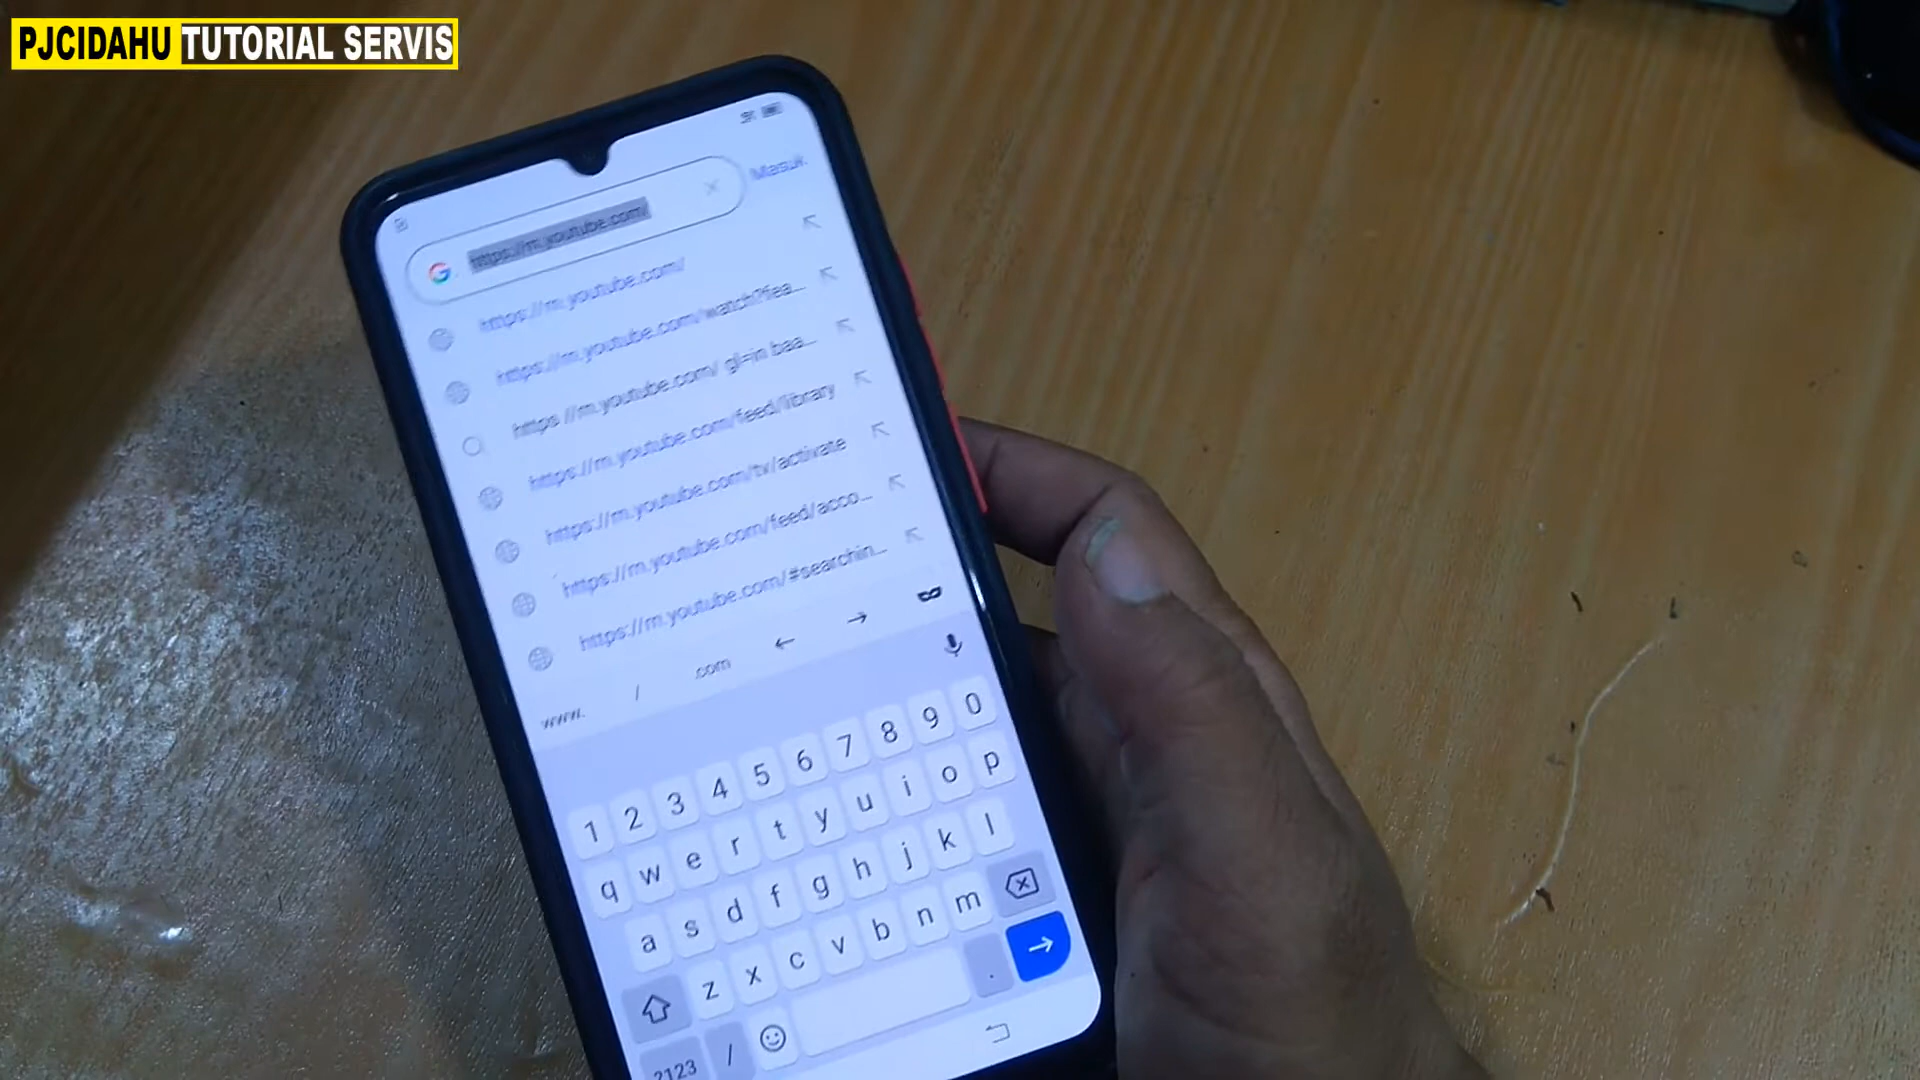 PJCIDAHU TUTORIAL SERVIS
https://m.youtube.com/ Masuk
https://m.youtube.com/
https://m.youtube.com/watch?fea...
https //m.youtube.com/ gl=in baa...
https://m.youtube.com/feed/library
https://m.youtube.com/tv/activate
https://m.youtube.com/feed/acco...
https://m.youtube.com/#searchin...
www. / .com ← →
1 2 3 4 5 6 7 8 9 0
q w e r t y u i o p
a s d f g h j k l
z x c v b n m
?123 / .